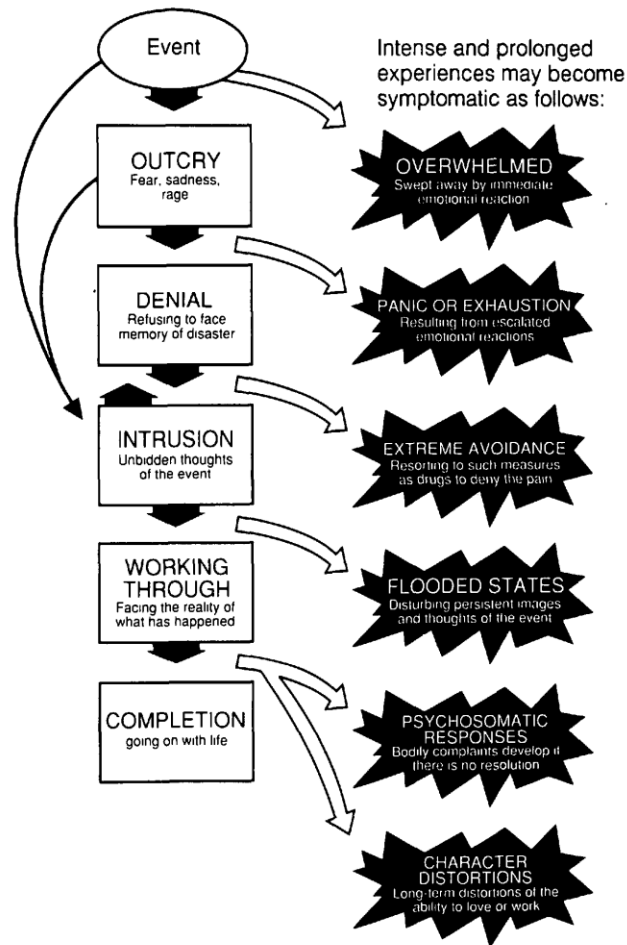 Event
Intense and prolonged
experiences may become
symptomatic as follows:
OUTCRY
Fear, sadness,
rage
OVERWHELMED
Swept away by immediate
emotional reaction
DENIAL
Refusing to face
memory of disaster
PANIC OR EXHAUSTION
Resulting from escalated
emotional reactions
INTRUSION
Unbidden thoughts
of the event
EXTREME AVOIDANCE
Resorting to such measures
as drugs to deny the pain
WORKING
THROUGH
Facing the reality of
what has happened
FLOODED STATES
Disturbing persistent images
and thoughts of the event
COMPLETION
going on with life
PSYCHOSOMATIC
RESPONSES
Bodily complaints develop if
there is no resolution
CHARACTER
DISTORTIONS
Long-term distortions of the
ability to love or work